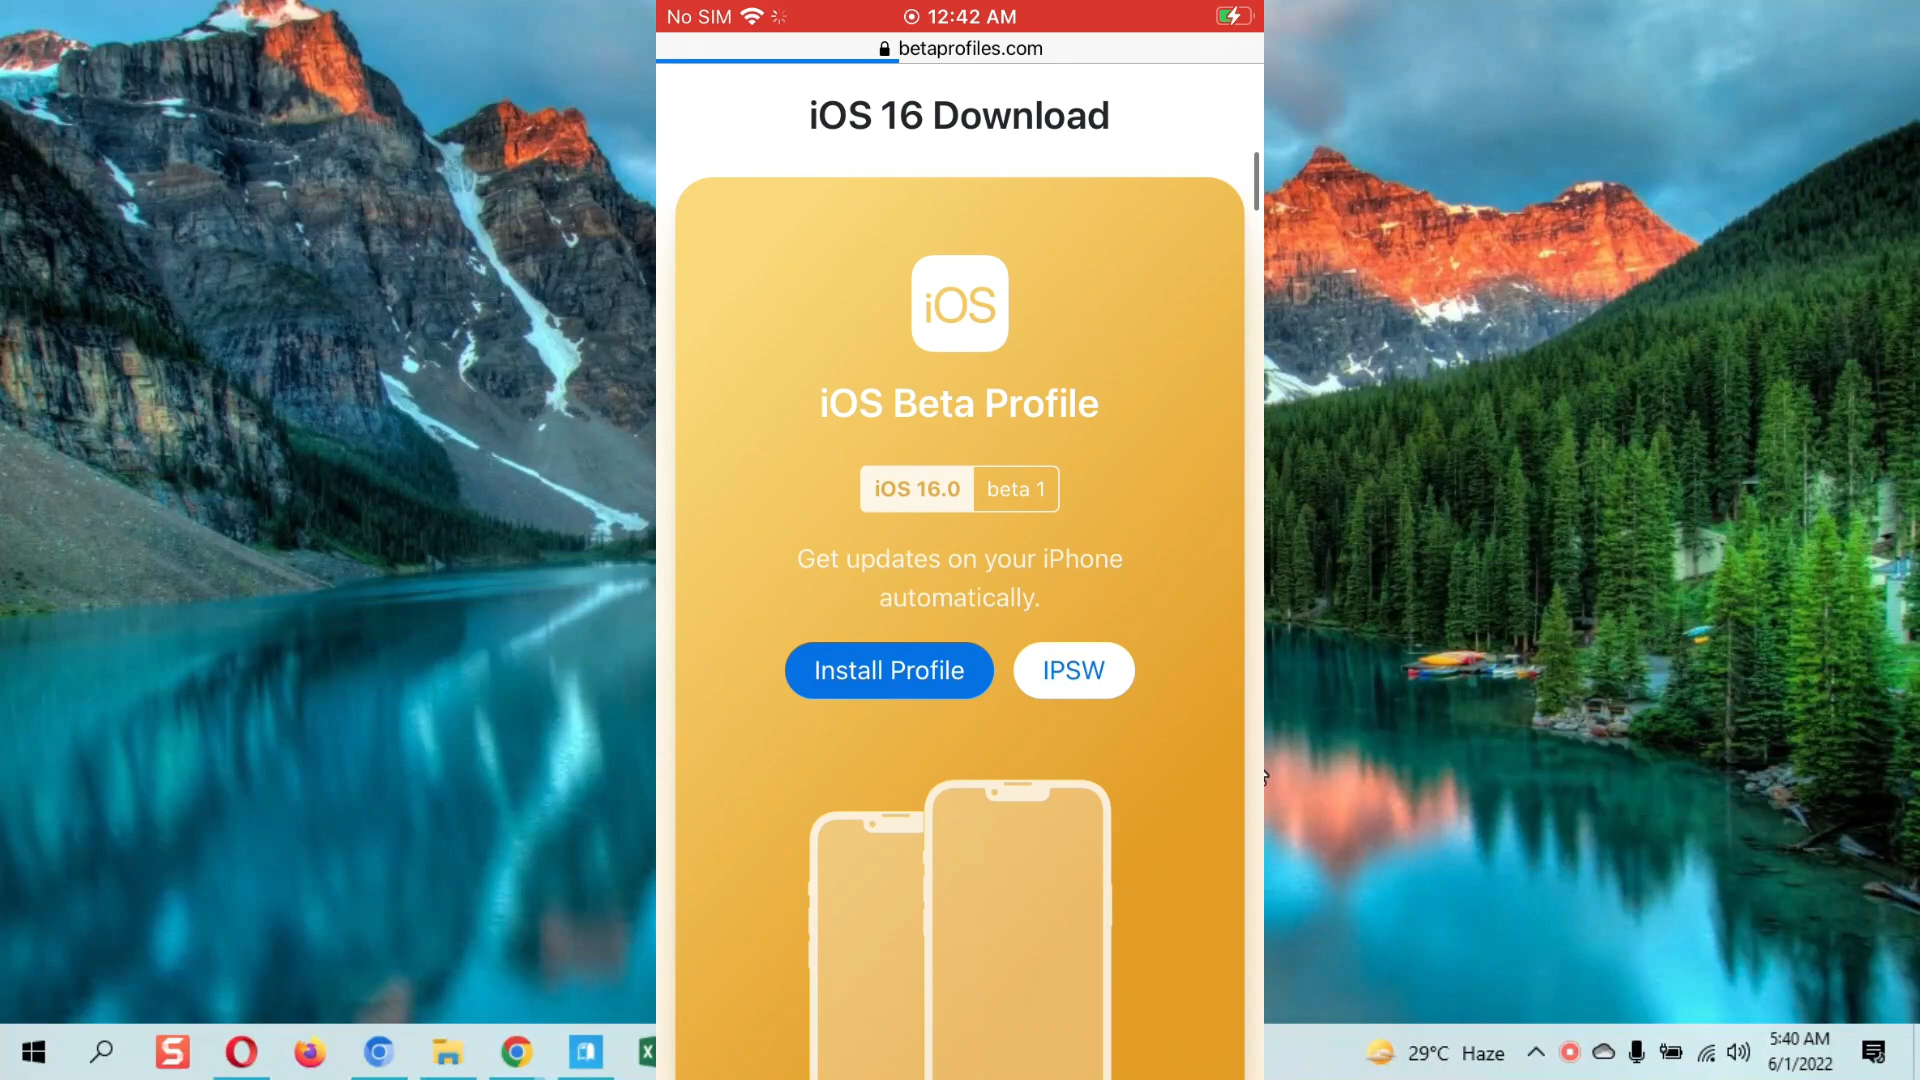 No SIM
12:42 AM
betaprofiles.com
iOS 16 Download
iOS
iOS Beta Profile
iOS 16.0 beta 1
Get updates on your iPhone
automatically.
Install Profile IPSW
29°C Haze
5:40 AM
6/1/2022